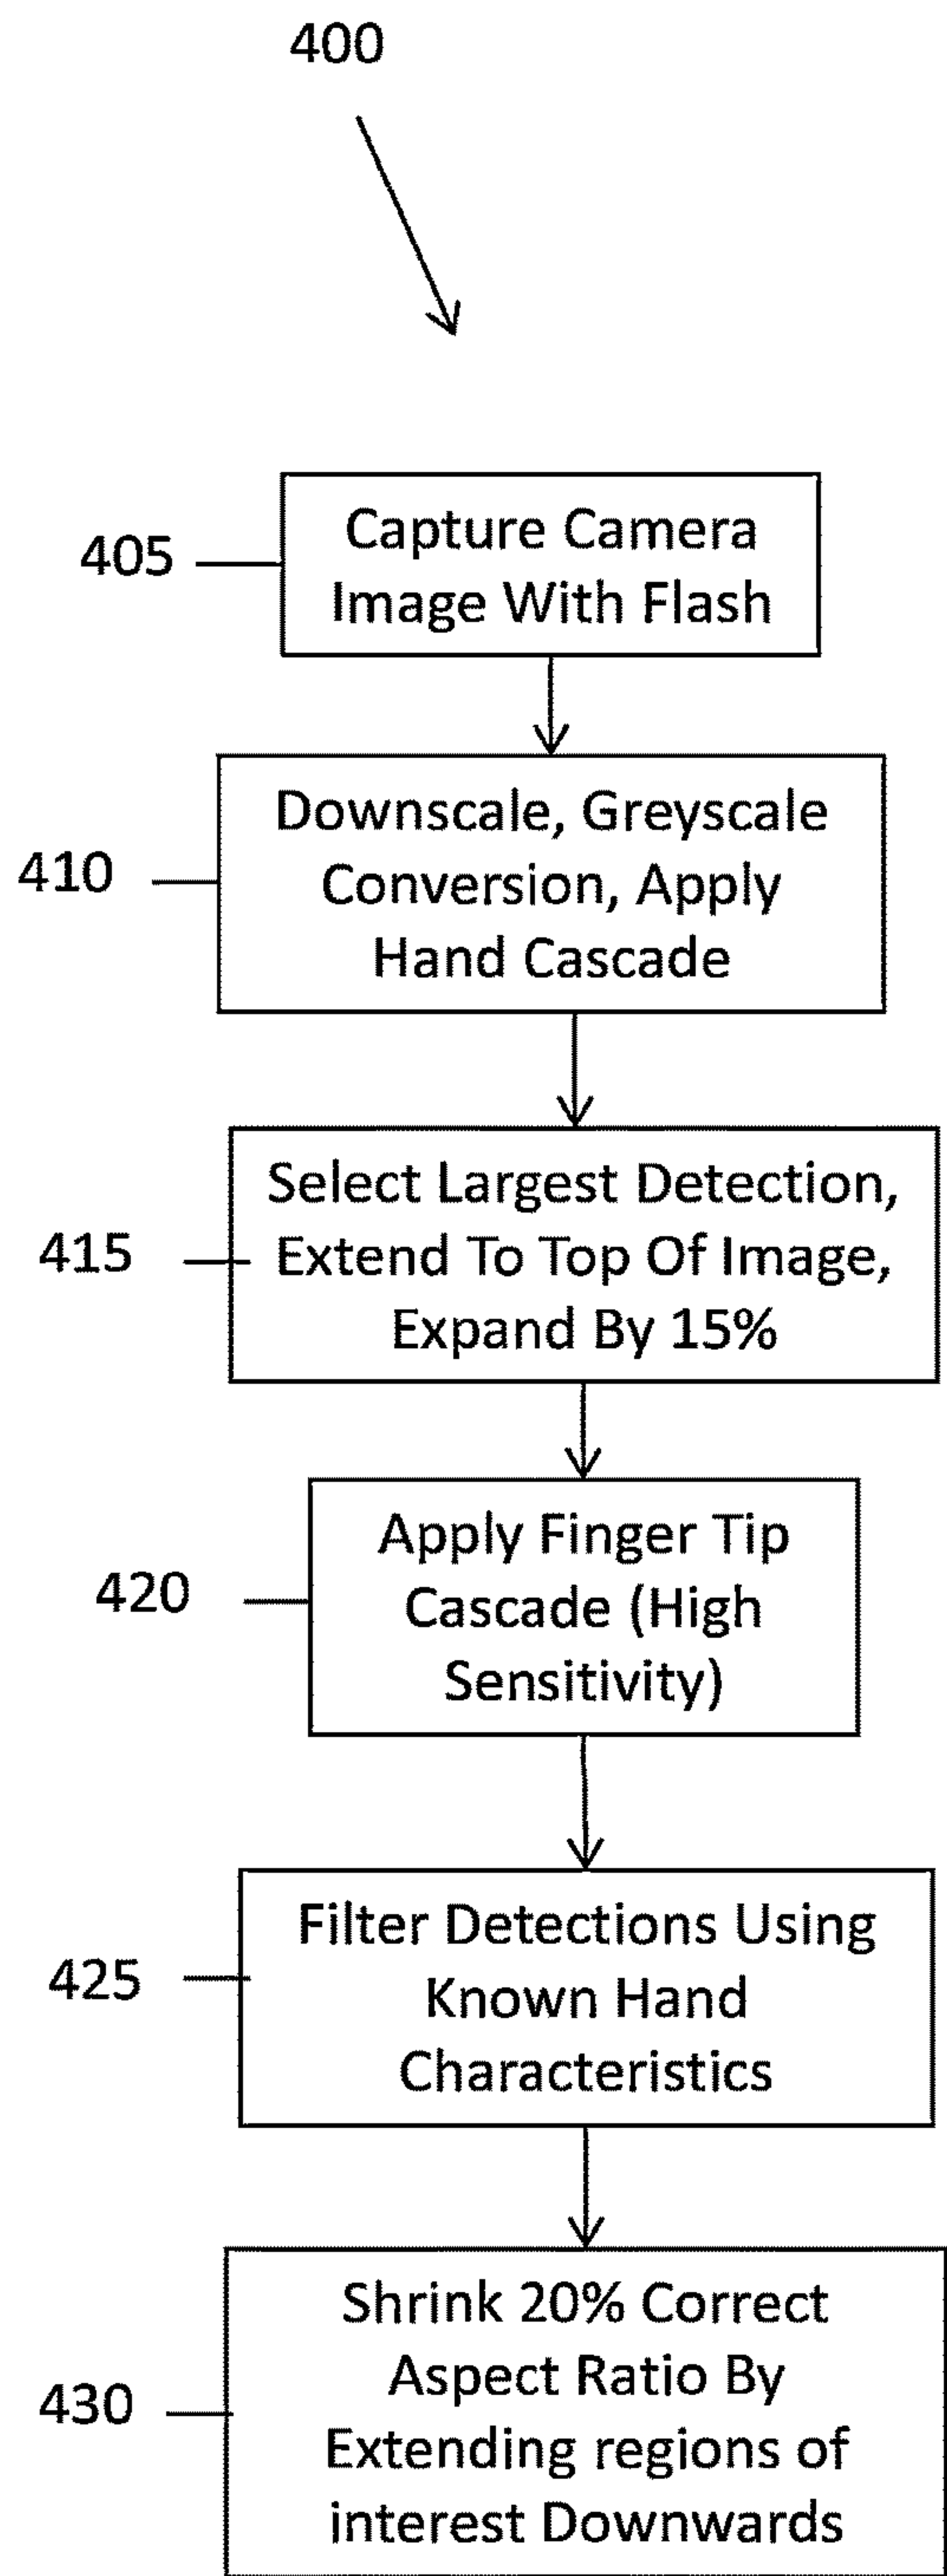 400
405
Capture Camera
Image With Flash
410
Downscale, Greyscale
Conversion, Apply
Hand Cascade
415
Select Largest Detection,
Extend To Top Of Image,
Expand By 15%
420
Apply Finger Tip
Cascade (High
Sensitivity)
425
Filter Detections Using
Known Hand
Characteristics
430
Shrink 20% Correct
Aspect Ratio By
Extending regions of
interest Downwards